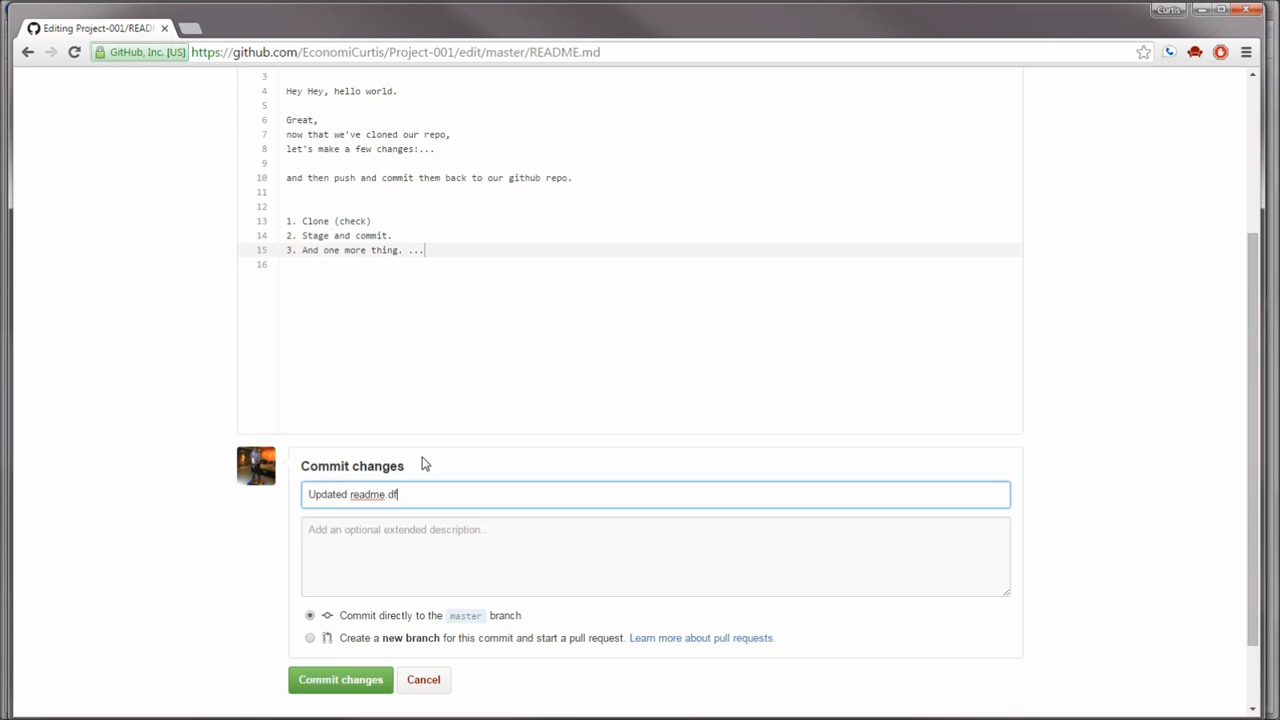 Curtis
Editing Project-001/READ
GitHub, Inc. [US] https://github.com/EconomiCurtis/Project-001/edit/master/README.md
3
4 Hey Hey, hello world.
5
6 Great,
7 now that we've cloned our repo,
8 let's make a few changes:...
9
10 and then push and commit them back to our github repo.
11
12
13 1. Clone (check)
14 2. Stage and commit.
15 3. And one more thing. ...
16
Commit changes
Updated readme.df
Add an optional extended description...
Commit directly to the master branch
Create a new branch for this commit and start a pull request. Learn more about pull requests.
Commit changes Cancel